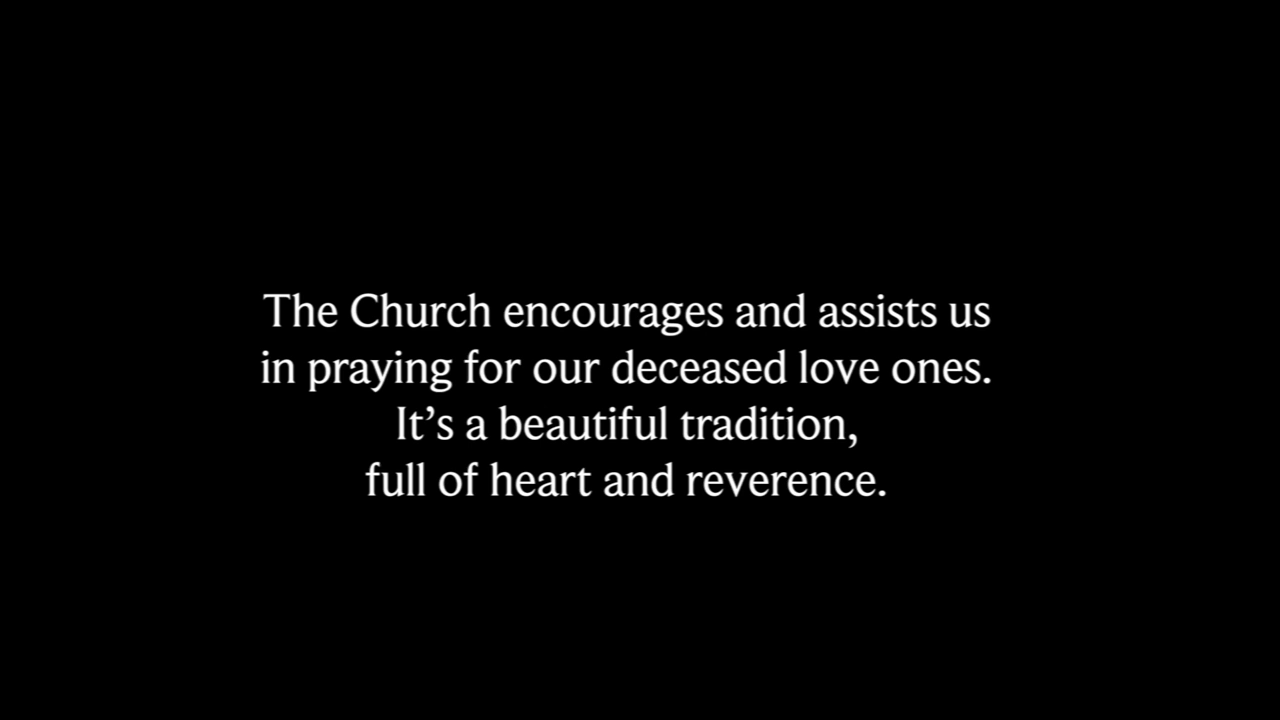 The Church encourages and assists us
in praying for our deceased love ones.
It’s a beautiful tradition,
full of heart and reverence.